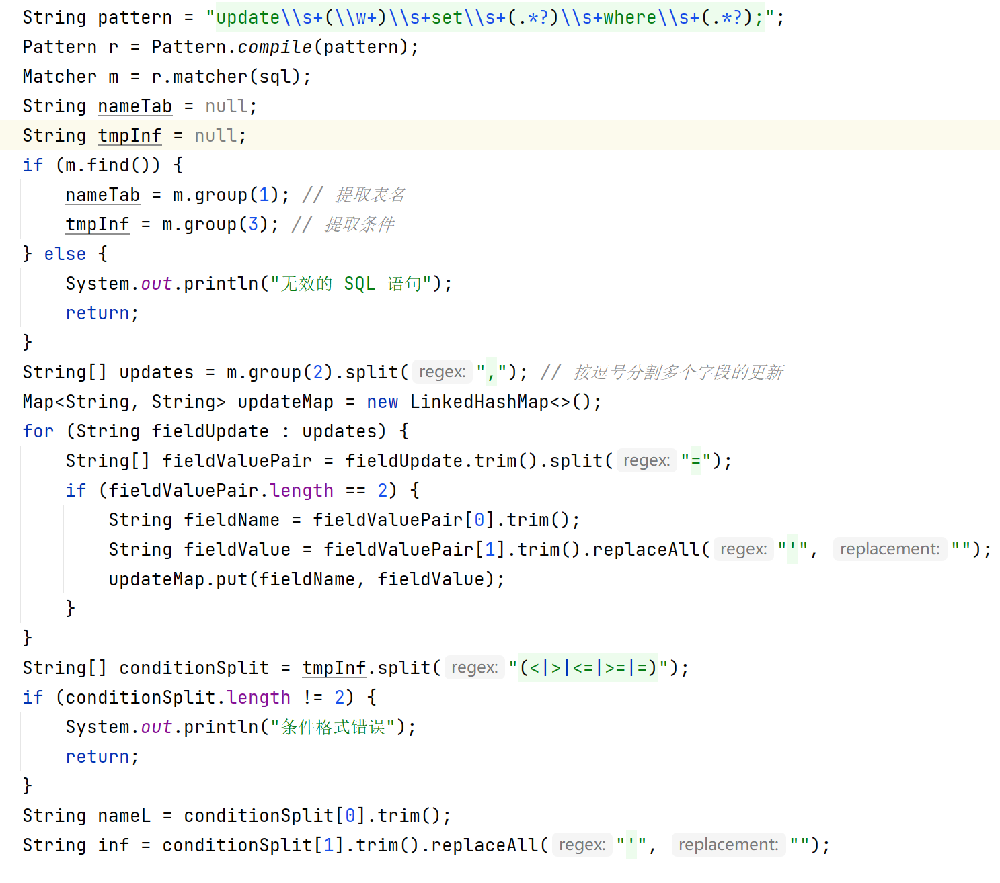 String pattern = "update\\s+(\\w+)\\s+set\\s+(.*?)\\s+where\\s+(.*?);";
Pattern r = Pattern.compile(pattern);
Matcher m = r.matcher(sql);
String nameTab = null;
String tmpInf = null;
if (m.find()) {
    nameTab = m.group(1); // 提取表名
    tmpInf = m.group(3); // 提取条件
} else {
    System.out.println("无效的 SQL 语句");
    return;
}
String[] updates = m.group(2).split( regex: ","); // 按逗号分割多个字段的更新
Map<String, String> updateMap = new LinkedHashMap<>();
for (String fieldUpdate : updates) {
    String[] fieldValuePair = fieldUpdate.trim().split( regex: "=");
    if (fieldValuePair.length == 2) {
        String fieldName = fieldValuePair[0].trim();
        String fieldValue = fieldValuePair[1].trim().replaceAll( regex: "'", replacement: "");
        updateMap.put(fieldName, fieldValue);
    }
}
String[] conditionSplit = tmpInf.split( regex: "(<|>|<=|>=|=)");
if (conditionSplit.length != 2) {
    System.out.println("条件格式错误");
    return;
}
String nameL = conditionSplit[0].trim();
String inf = conditionSplit[1].trim().replaceAll( regex: "'", replacement: "");